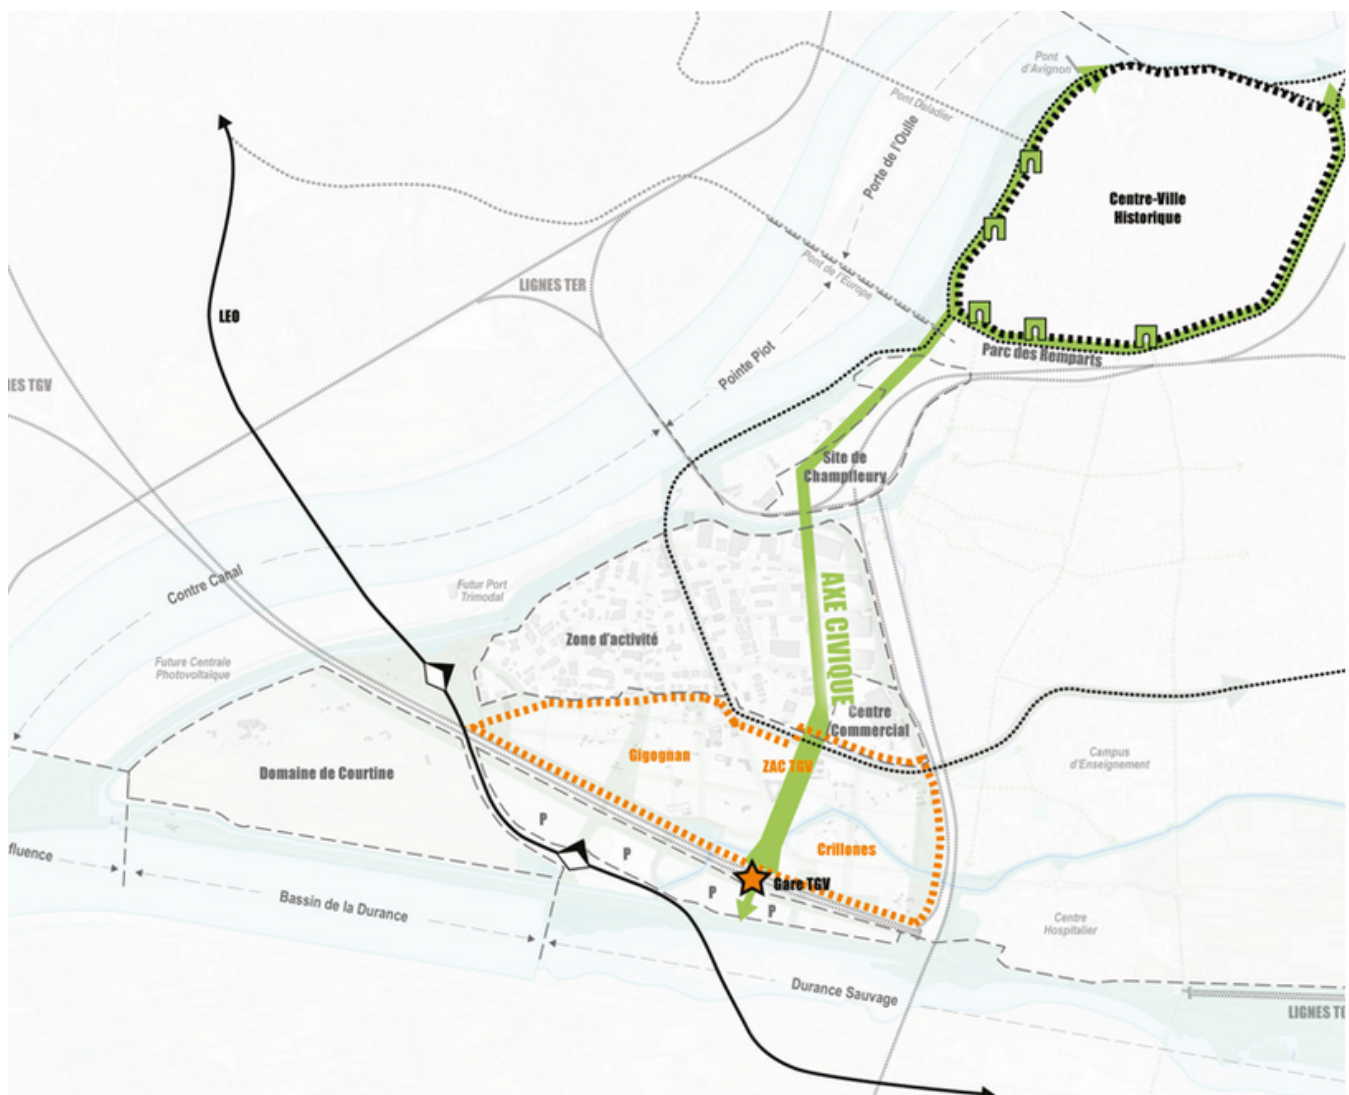 Pont
d'Avignon
Pont Daladier
Porte de l'Oulle
Centre-Ville
Historique
Pont de l'Europe
LIGNES TER
LEO
Pointe Piot
Parc des Remparts
NES TGV
Site de
Champfleury
Contre Canal
Futur Port
Trimodal
AXE CIVIQUE
Zone d'activité
Future Centrale
Photovoltaïque
Centre
Commercial
Gigognan
ZAC TGV
Campus
d'Enseignement
Domaine de Courtine
P
P
Crillones
fluence
Gare TGV
P
P
Bassin de la Durance
Centre
Hospitalier
Durance Sauvage
LIGNES TG